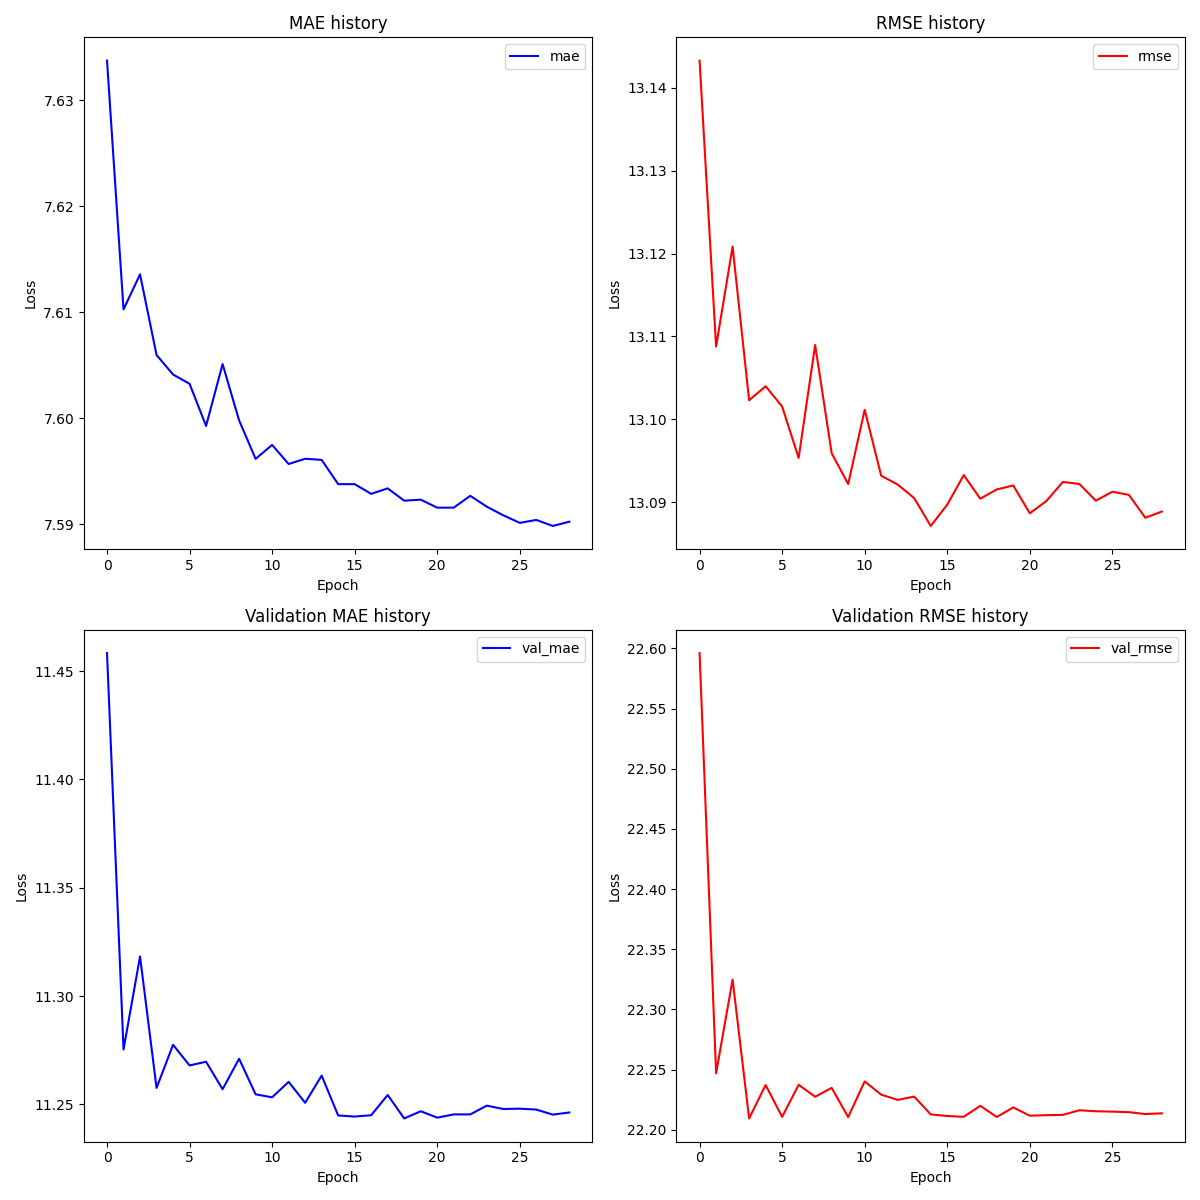 MAE history
mae
7.63
7.62
7.61
7.60
7.59
Loss
0 5 10 15 20 25
Epoch
RMSE history
rmse
13.14
13.13
13.12
13.11
13.10
13.09
Loss
0 5 10 15 20 25
Epoch
Validation MAE history
val_mae
11.45
11.40
11.35
11.30
11.25
Loss
0 5 10 15 20 25
Epoch
Validation RMSE history
val_rmse
22.60
22.55
22.50
22.45
22.40
22.35
22.30
22.25
22.20
Loss
0 5 10 15 20 25
Epoch